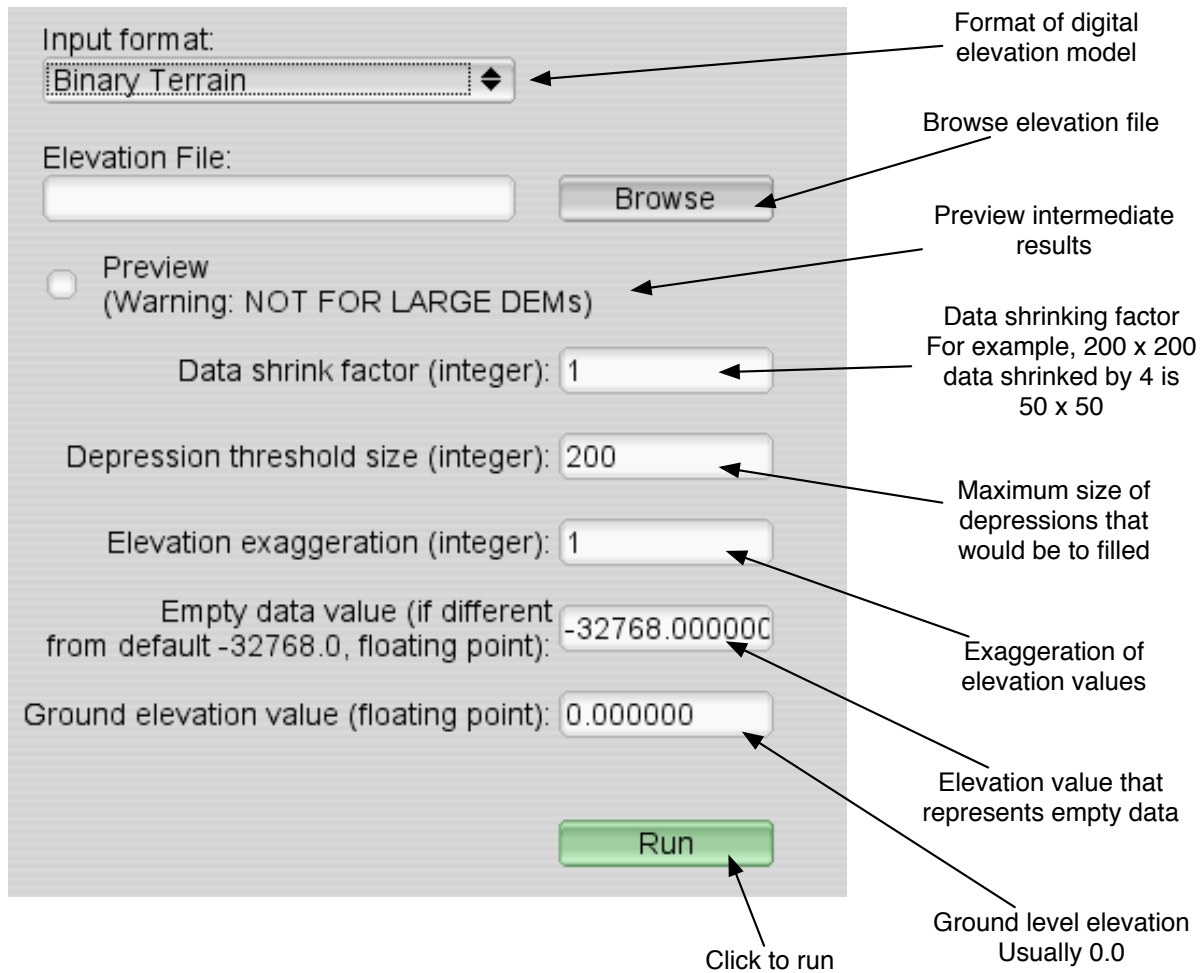 Input format:
Binary Terrain
Elevation File:
Browse
Preview
(Warning: NOT FOR LARGE DEMs)
Data shrink factor (integer): 1
Depression threshold size (integer): 200
Elevation exaggeration (integer): 1
Empty data value (if different
from default -32768.0, floating point): -32768.000000
Ground elevation value (floating point): 0.000000
Run
Format of digital
elevation model
Browse elevation file
Preview intermediate
results
Data shrinking factor
For example, 200 x 200
data shrinked by 4 is
50 x 50
Maximum size of
depressions that
would be to filled
Exaggeration of
elevation values
Elevation value that
represents empty data
Ground level elevation
Usually 0.0
Click to run